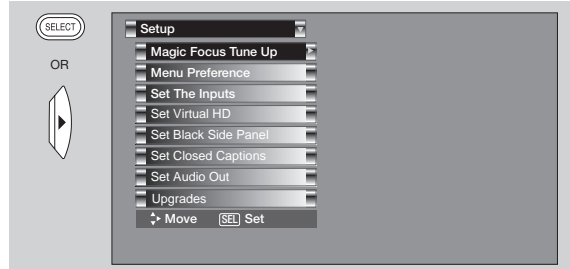 SELECT
OR
Setup
Magic Focus Tune Up
Menu Preference
Set The Inputs
Set Virtual HD
Set Black Side Panel
Set Closed Captions
Set Audio Out
Upgrades
Move SEL Set